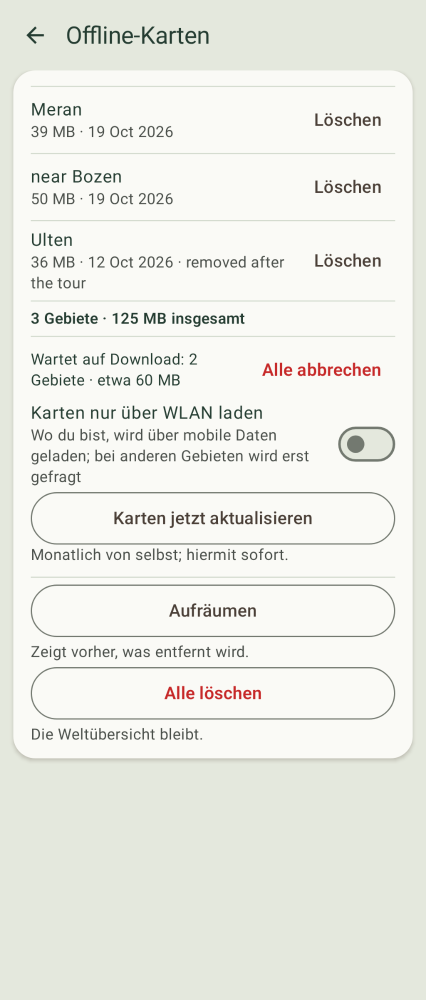 Offline-Karten
Meran
39 MB · 19 Oct 2026
Löschen
near Bozen
50 MB · 19 Oct 2026
Löschen
Ulten
36 MB · 12 Oct 2026 · removed after
the tour
Löschen
3 Gebiete · 125 MB insgesamt
Wartet auf Download: 2
Gebiete · etwa 60 MB
Alle abbrechen
Karten nur über WLAN laden
Wo du bist, wird über mobile Daten
geladen; bei anderen Gebieten wird erst
gefragt
Karten jetzt aktualisieren
Monatlich von selbst; hiermit sofort.
Aufräumen
Zeigt vorher, was entfernt wird.
Alle löschen
Die Weltübersicht bleibt.